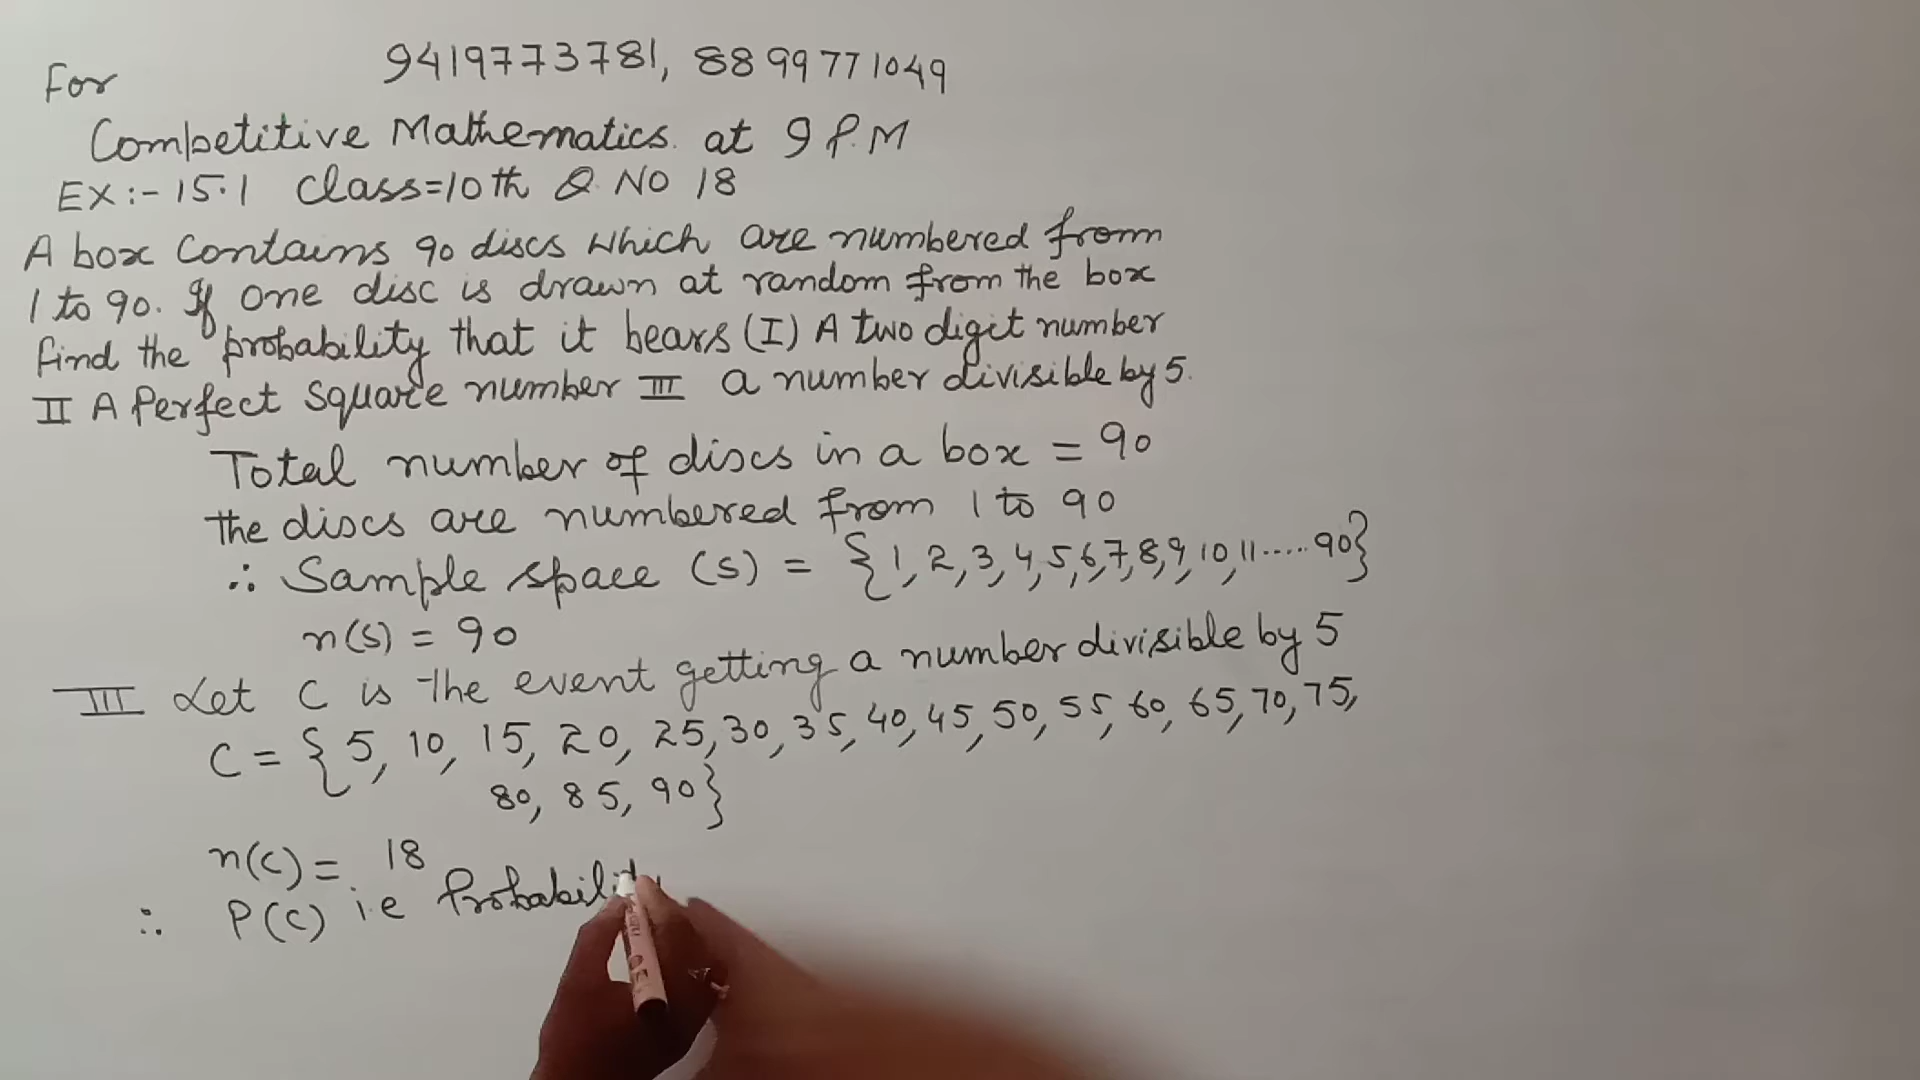 9419773781, 8899771049
For
Competitive Mathematics. at 9 P.M
EX:-15.1 Class=10th Q. NO 18
A box contains 90 discs which are numbered from
1 to 90. If one disc is drawn at random from the box
find the probability that it bears (I) A two digit number
II A Perfect square number III a number divisible by 5.
Total number of discs in a box = 90
the discs are numbered from 1 to 90
∴ Sample space (S) = {1, 2, 3, 4, 5, 6, 7, 8, 9, 10, 11.....90}
n(S) = 90
III Let C is the event getting a number divisible by 5
C = {5, 10, 15, 20, 25, 30, 35, 40, 45, 50, 55, 60, 65, 70, 75,
80, 85, 90}
n(C) = 18
∴ P(C) i.e Probability